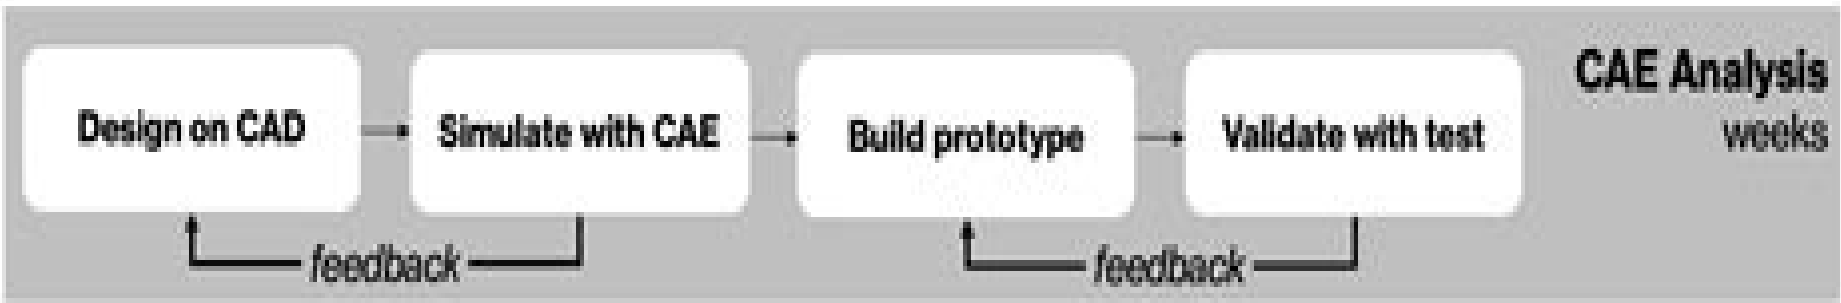 Design on CAD
Simulate with CAE
Build prototype
Validate with test
CAE Analysis
weeks
feedback
feedback